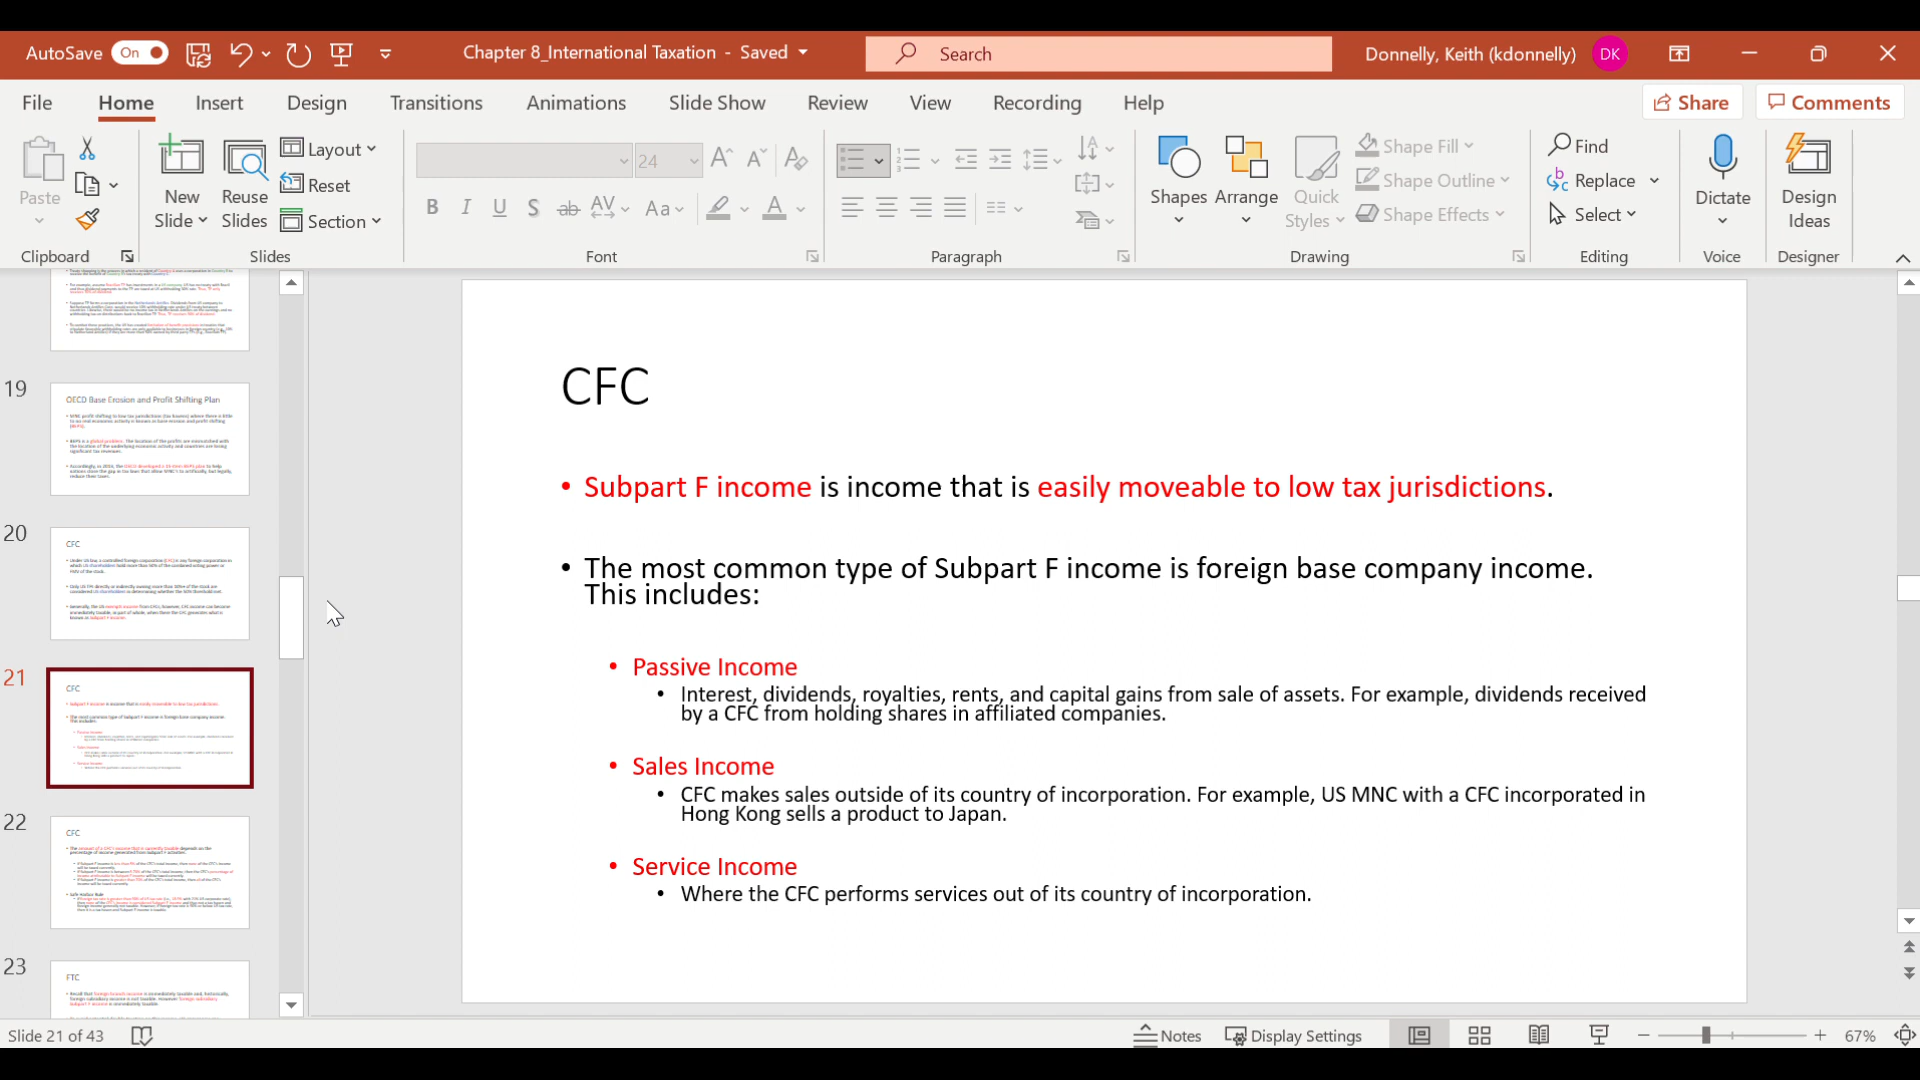 AutoSave On Chapter 8_International Taxation - Saved Search Donnelly, Keith (kdonnelly) DK
File Home Insert Design Transitions Animations Slide Show Review View Recording Help Share Comments
Paste New Slide Reuse Slides Layout Reset Section 24 Shapes Arrange Quick Styles Shape Fill Shape Outline Shape Effects Find Replace Select Dictate Design Ideas
Clipboard Slides Font Paragraph Drawing Editing Voice Designer
19
OECD Base Erosion and Profit Shifting Plan
20
CFC
21
CFC
22
CFC
23
FTC
CFC
• Subpart F income is income that is easily moveable to low tax jurisdictions.
• The most common type of Subpart F income is foreign base company income.
This includes:
• Passive Income
• Interest, dividends, royalties, rents, and capital gains from sale of assets. For example, dividends received
by a CFC from holding shares in affiliated companies.
• Sales Income
• CFC makes sales outside of its country of incorporation. For example, US MNC with a CFC incorporated in
Hong Kong sells a product to Japan.
• Service Income
• Where the CFC performs services out of its country of incorporation.
Slide 21 of 43 Notes Display Settings 67%